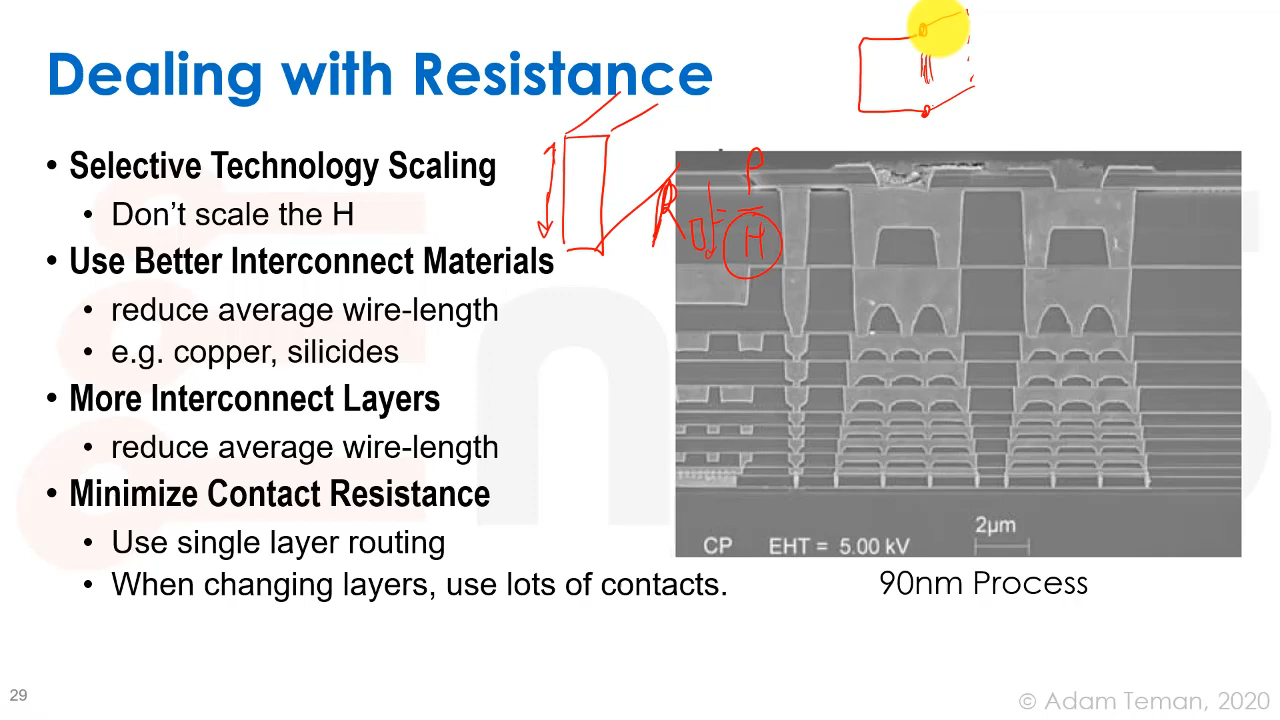 Dealing with Resistance
• Selective Technology Scaling
• Don’t scale the H
• Use Better Interconnect Materials
• reduce average wire-length
• e.g. copper, silicides
• More Interconnect Layers
• reduce average wire-length
• Minimize Contact Resistance
• Use single layer routing
• When changing layers, use lots of contacts.
R□ = ρ
H
CP EHT = 5.00 kV 2µm
90nm Process
29
© Adam Teman, 2020